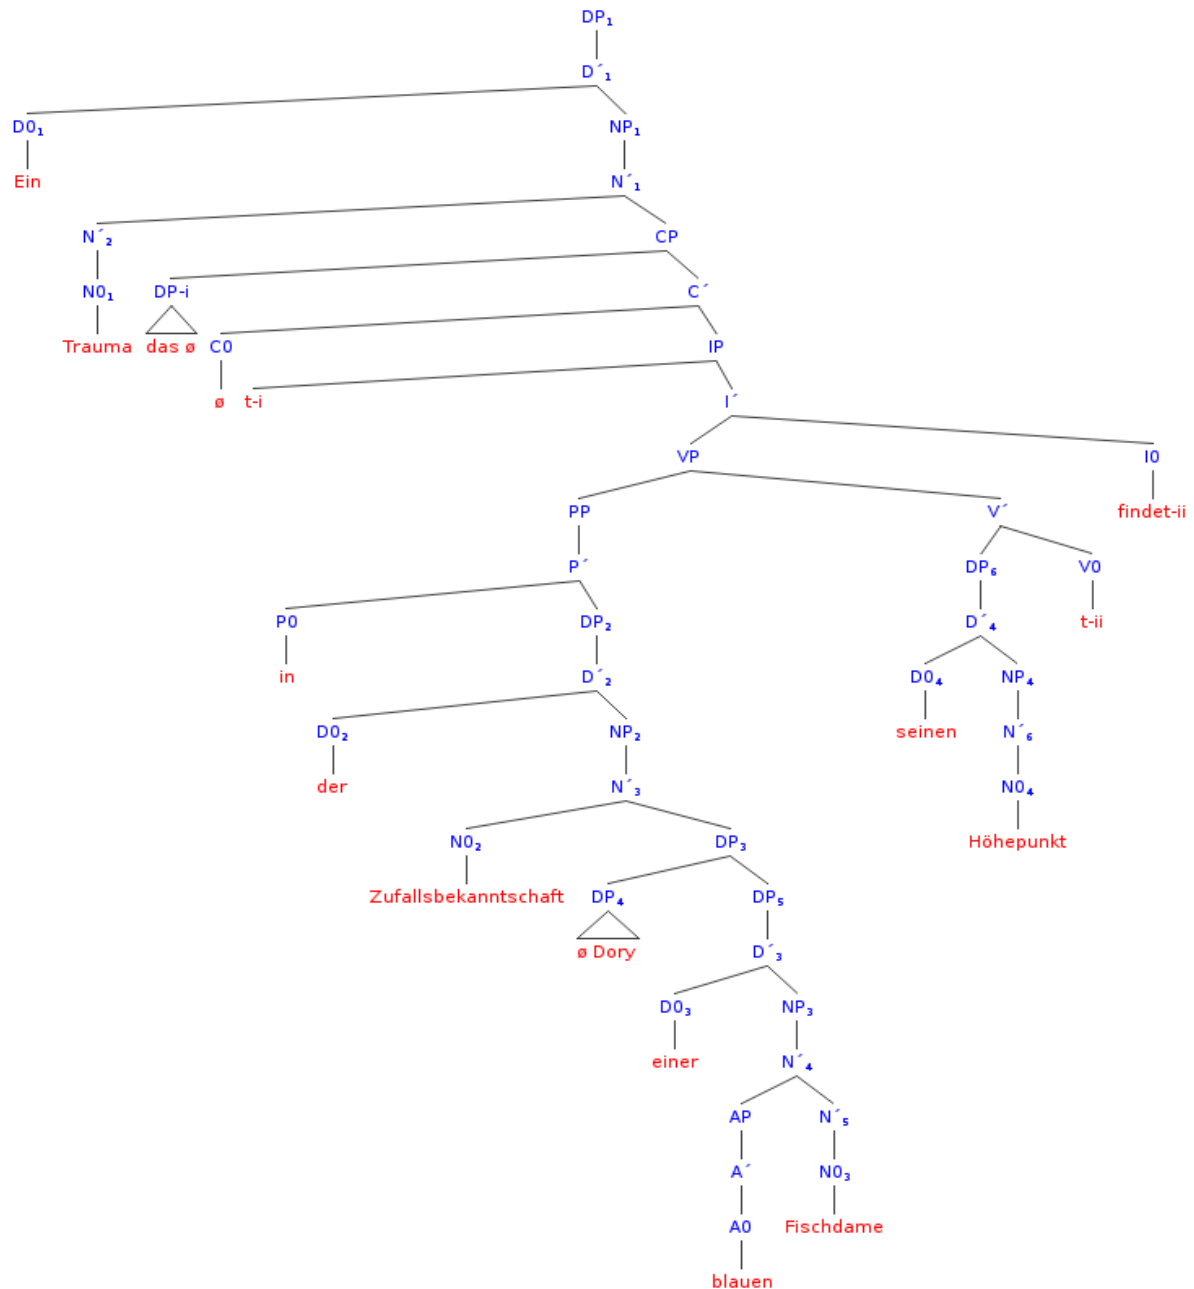 DP₁
D´₁
D0₁ NP₁
Ein N´₁
N´₂ CP
N0₁ DP-i C´
Trauma das ø C0 IP
ø t-i I´
VP I0
PP V´ findet-ii
P´ DP₆ V0
P0 DP₂ D´₄ t-ii
in D´₂ D0₄ NP₄
D0₂ NP₂ seinen N´₆
der N´₃ N0₄
N0₂ DP₃ Höhepunkt
Zufallsbekanntschaft DP₄ DP₅
ø Dory D´₃
D0₃ NP₃
einer N´₄
AP N´₅
A´ N0₃
A0 Fischdame
blauen